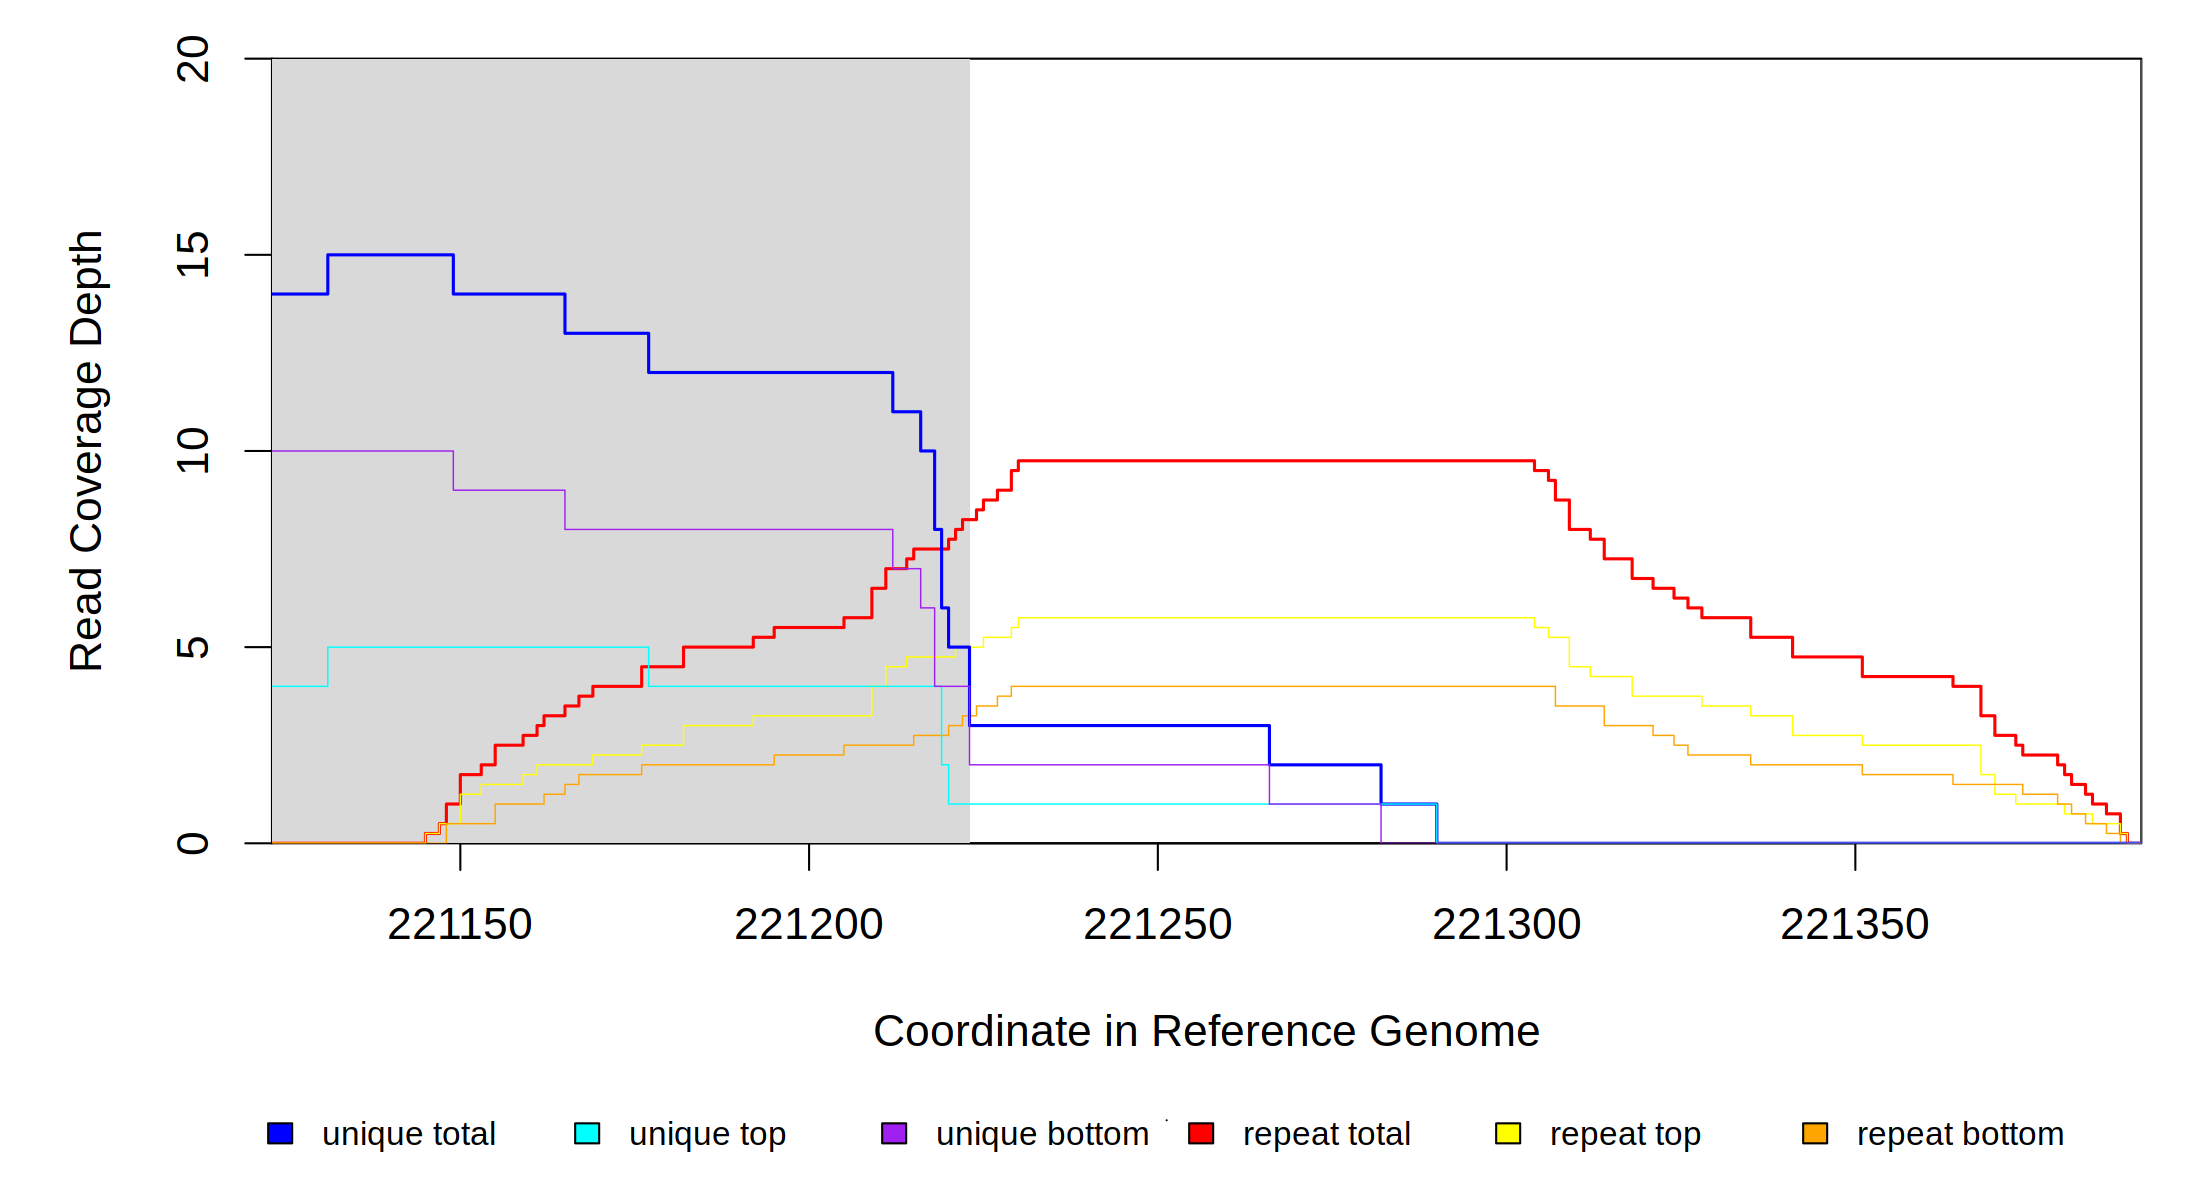 20
15
10
5
0
Read Coverage Depth
221150 221200 221250 221300 221350
Coordinate in Reference Genome
unique total unique top unique bottom repeat total repeat top repeat bottom